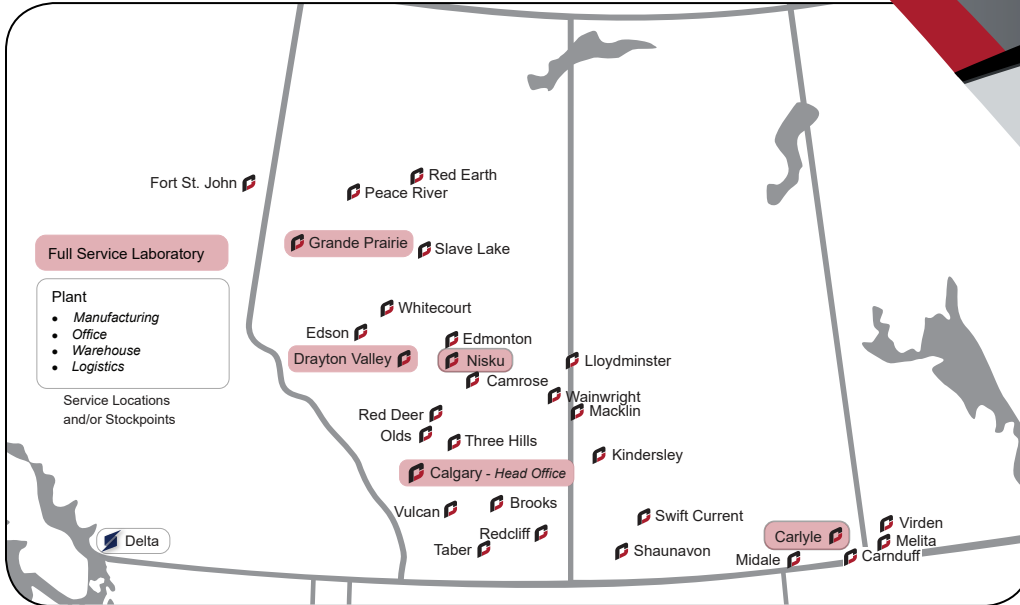 Red Earth
Fort St. John
Peace River
Grande Prairie
Full Service Laboratory
Slave Lake
Plant
• Manufacturing
• Office
• Warehouse
• Logistics
Service Locations
and/or Stockpoints
Whitecourt
Edson
Edmonton
Drayton Valley
Nisku
Lloydminster
Camrose
Wainwright
Red Deer
Macklin
Olds
Three Hills
Kindersley
Calgary - Head Office
Brooks
Vulcan
Swift Current
Virden
Redcliff
Carlyle
Delta
Melita
Taber
Shaunavon
Midale
Carnduff